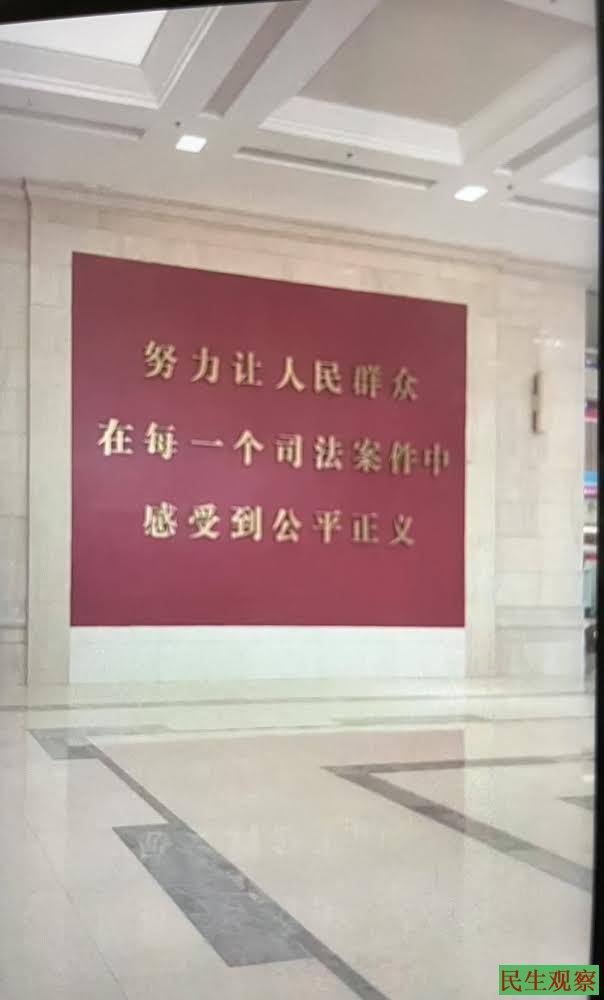 努力让人民群众
在每一个司法案件中
感受到公平正义
民生观察